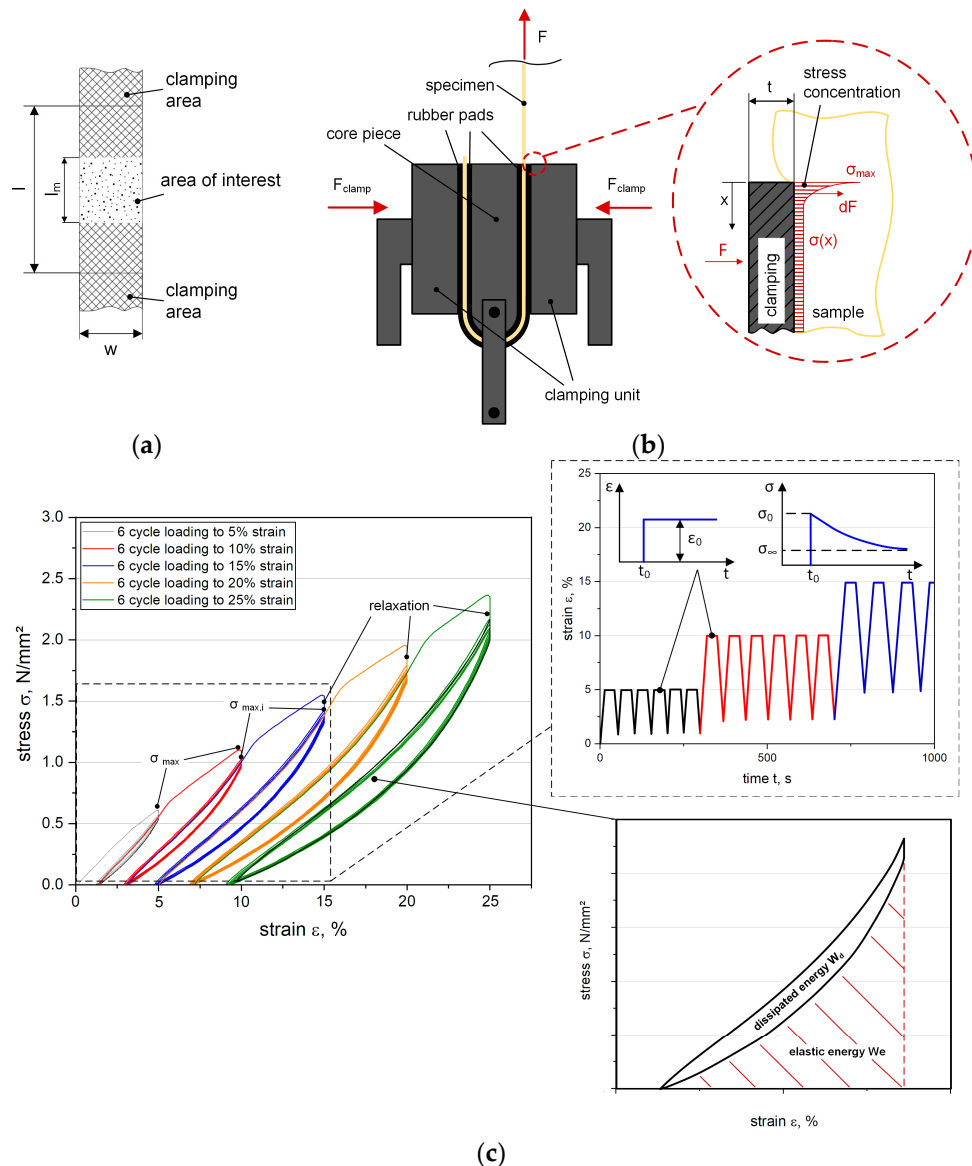 clamping
area
l
lm
area of interest
clamping
area
w
(a)
F
specimen
rubber pads
core piece
Fclamp
Fclamp
clamping unit
t
stress
concentration
σmax
x
dF
σ(x)
F
clamping
sample
(b)
3.0
2.5
2.0
1.5
1.0
0.5
0.0
stress σ, N/mm²
6 cycle loading to 5% strain
6 cycle loading to 10% strain
6 cycle loading to 15% strain
6 cycle loading to 20% strain
6 cycle loading to 25% strain
relaxation
σ max,i
σ max
0
5
10
15
20
25
strain ε, %
25
20
15
10
5
0
strain ε, %
ε
ε0
t0
t
σ
σ0
σ∞
t0
t
0
500
1000
time t, s
stress σ, N/mm²
dissipated energy Wd
elastic energy We
strain ε, %
(c)